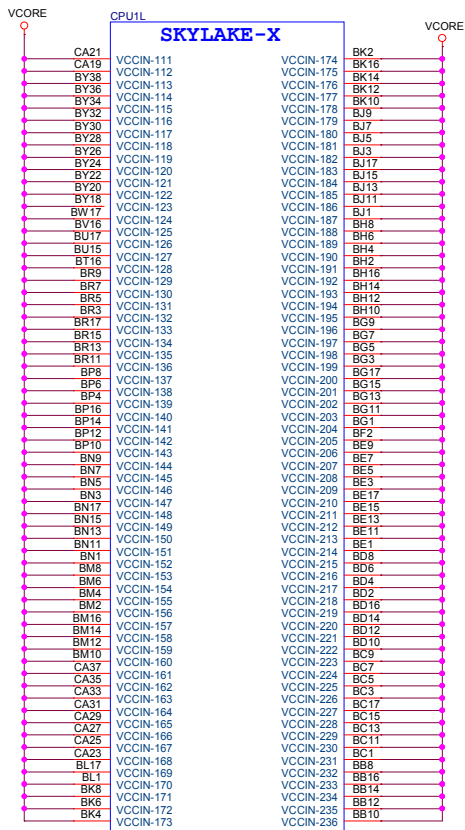 VCORE
CPU1L
VCORE
SKYLAKE-X
CA21 VCCIN-111 VCCIN-174 BK2
CA19 VCCIN-112 VCCIN-175 BK16
BY38 VCCIN-113 VCCIN-176 BK14
BY36 VCCIN-114 VCCIN-177 BK12
BY34 VCCIN-115 VCCIN-178 BK10
BY32 VCCIN-116 VCCIN-179 BJ9
BY30 VCCIN-117 VCCIN-180 BJ7
BY28 VCCIN-118 VCCIN-181 BJ5
BY26 VCCIN-119 VCCIN-182 BJ3
BY24 VCCIN-120 VCCIN-183 BJ17
BY22 VCCIN-121 VCCIN-184 BJ15
BY20 VCCIN-122 VCCIN-185 BJ13
BY18 VCCIN-123 VCCIN-186 BJ11
BW17 VCCIN-124 VCCIN-187 BJ1
BV16 VCCIN-125 VCCIN-188 BH8
BU17 VCCIN-126 VCCIN-189 BH6
BU15 VCCIN-127 VCCIN-190 BH4
BT16 VCCIN-128 VCCIN-191 BH2
BR9 VCCIN-129 VCCIN-192 BH16
BR7 VCCIN-130 VCCIN-193 BH14
BR5 VCCIN-131 VCCIN-194 BH12
BR3 VCCIN-132 VCCIN-195 BH10
BR17 VCCIN-133 VCCIN-196 BG9
BR15 VCCIN-134 VCCIN-197 BG7
BR13 VCCIN-135 VCCIN-198 BG5
BR11 VCCIN-136 VCCIN-199 BG3
BP8 VCCIN-137 VCCIN-200 BG17
BP6 VCCIN-138 VCCIN-201 BG15
BP4 VCCIN-139 VCCIN-202 BG13
BP16 VCCIN-140 VCCIN-203 BG11
BP14 VCCIN-141 VCCIN-204 BG1
BP12 VCCIN-142 VCCIN-205 BF2
BP10 VCCIN-143 VCCIN-206 BE9
BN9 VCCIN-144 VCCIN-207 BE7
BN7 VCCIN-145 VCCIN-208 BE5
BN5 VCCIN-146 VCCIN-209 BE3
BN3 VCCIN-147 VCCIN-210 BE17
BN17 VCCIN-148 VCCIN-211 BE15
BN15 VCCIN-149 VCCIN-212 BE13
BN13 VCCIN-150 VCCIN-213 BE11
BN11 VCCIN-151 VCCIN-214 BE1
BN1 VCCIN-152 VCCIN-215 BD8
BM8 VCCIN-153 VCCIN-216 BD6
BM6 VCCIN-154 VCCIN-217 BD4
BM4 VCCIN-155 VCCIN-218 BD2
BM2 VCCIN-156 VCCIN-219 BD16
BM16 VCCIN-157 VCCIN-220 BD14
BM14 VCCIN-158 VCCIN-221 BD12
BM12 VCCIN-159 VCCIN-222 BD10
BM10 VCCIN-160 VCCIN-223 BC9
CA37 VCCIN-161 VCCIN-224 BC7
CA35 VCCIN-162 VCCIN-225 BC5
CA33 VCCIN-163 VCCIN-226 BC3
CA31 VCCIN-164 VCCIN-227 BC17
CA29 VCCIN-165 VCCIN-228 BC15
CA27 VCCIN-166 VCCIN-229 BC13
CA25 VCCIN-167 VCCIN-230 BC11
CA23 VCCIN-168 VCCIN-231 BC1
BL17 VCCIN-169 VCCIN-232 BB8
BL1 VCCIN-170 VCCIN-233 BB16
BK8 VCCIN-171 VCCIN-234 BB14
BK6 VCCIN-172 VCCIN-235 BB12
BK4 VCCIN-173 VCCIN-236 BB10